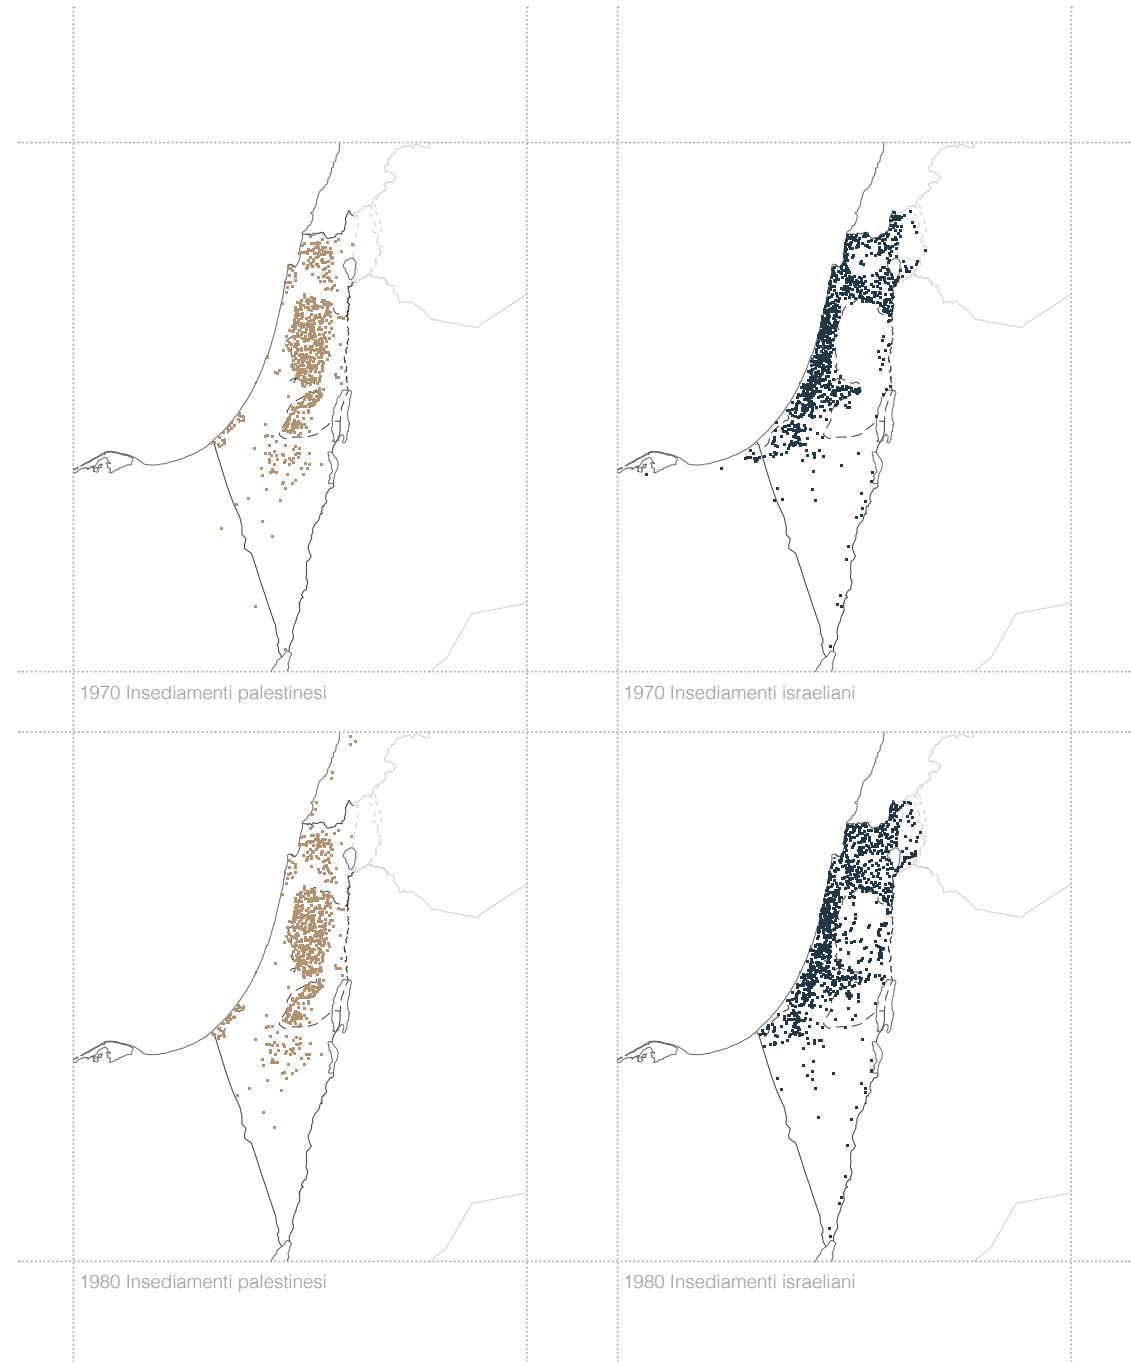 1970 Insediamenti palestinesi
1970 Insediamenti israeliani
1980 Insediamenti palestinesi
1980 Insediamenti israeliani